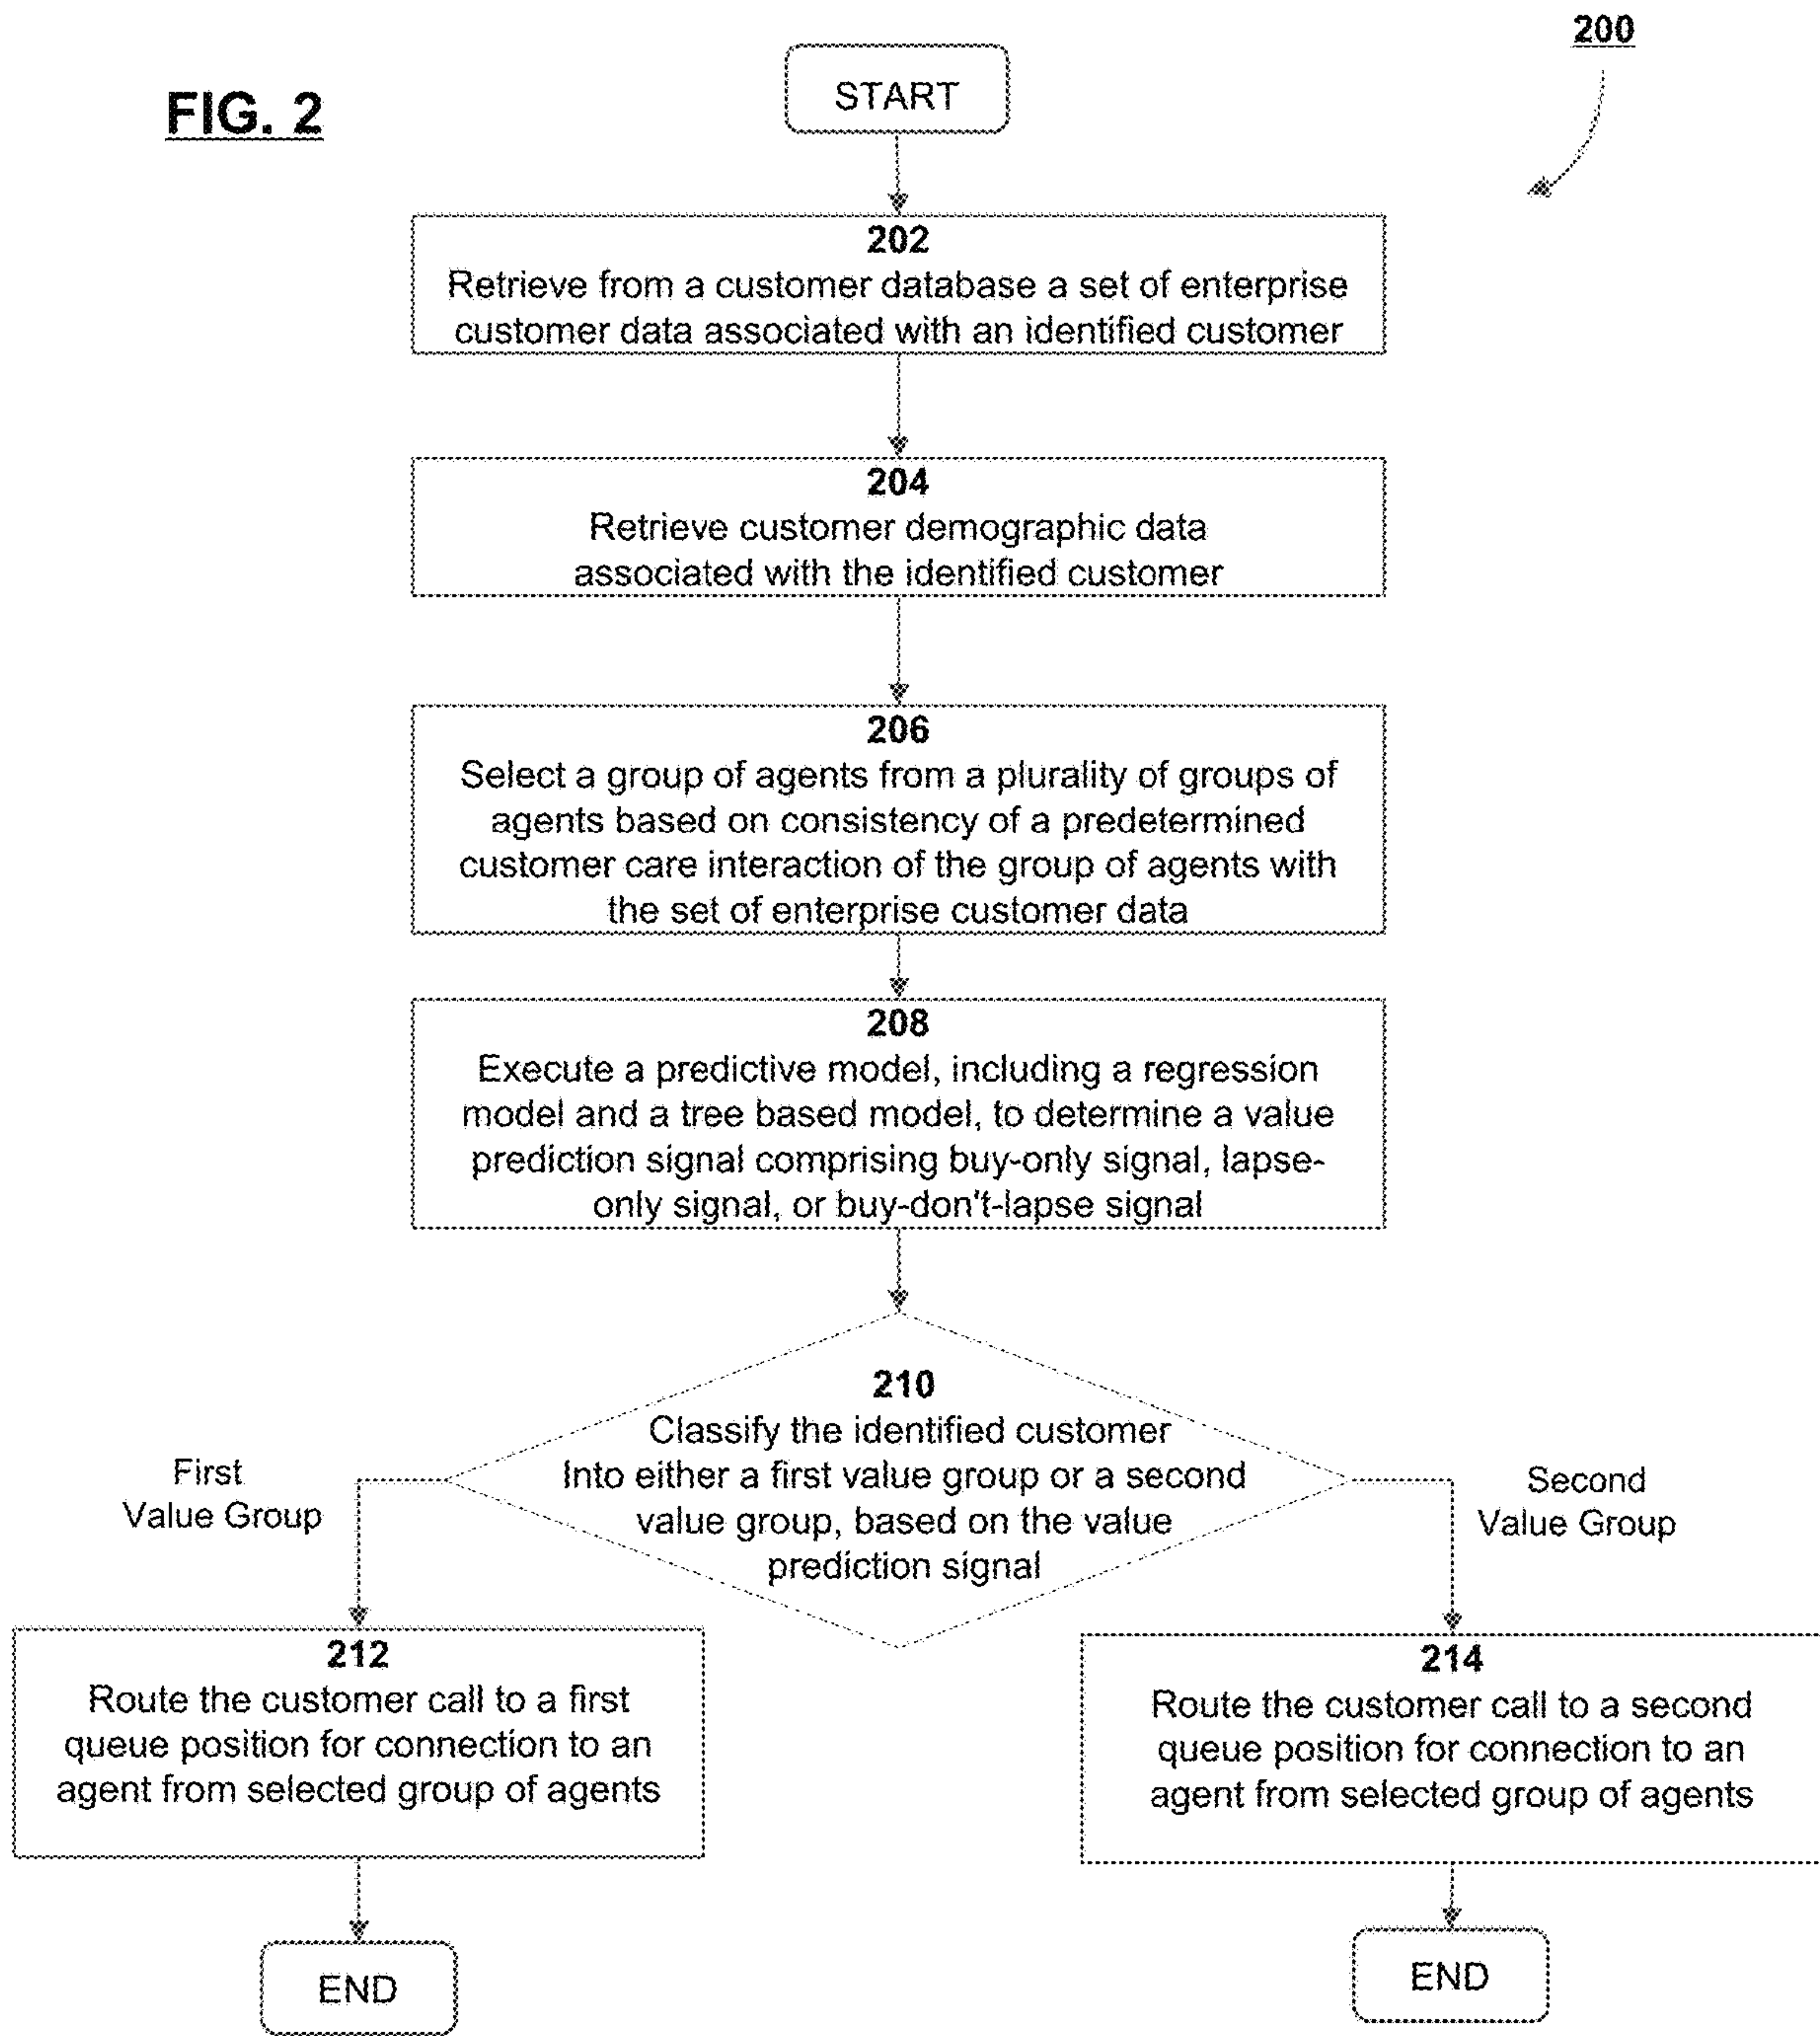 200
FIG. 2
START
202
Retrieve from a customer database a set of enterprise
customer data associated with an identified customer
204
Retrieve customer demographic data
associated with the identified customer
206
Select a group of agents from a plurality of groups of
agents based on consistency of a predetermined
customer care interaction of the group of agents with
the set of enterprise customer data
208
Execute a predictive model, including a regression
model and a tree based model, to determine a value
prediction signal comprising buy-only signal, lapse-
only signal, or buy-don't-lapse signal
210
Classify the identified customer
Into either a first value group or a second
value group, based on the value
prediction signal
First
Value Group
Second
Value Group
212
Route the customer call to a first
queue position for connection to an
agent from selected group of agents
214
Route the customer call to a second
queue position for connection to an
agent from selected group of agents
END
END